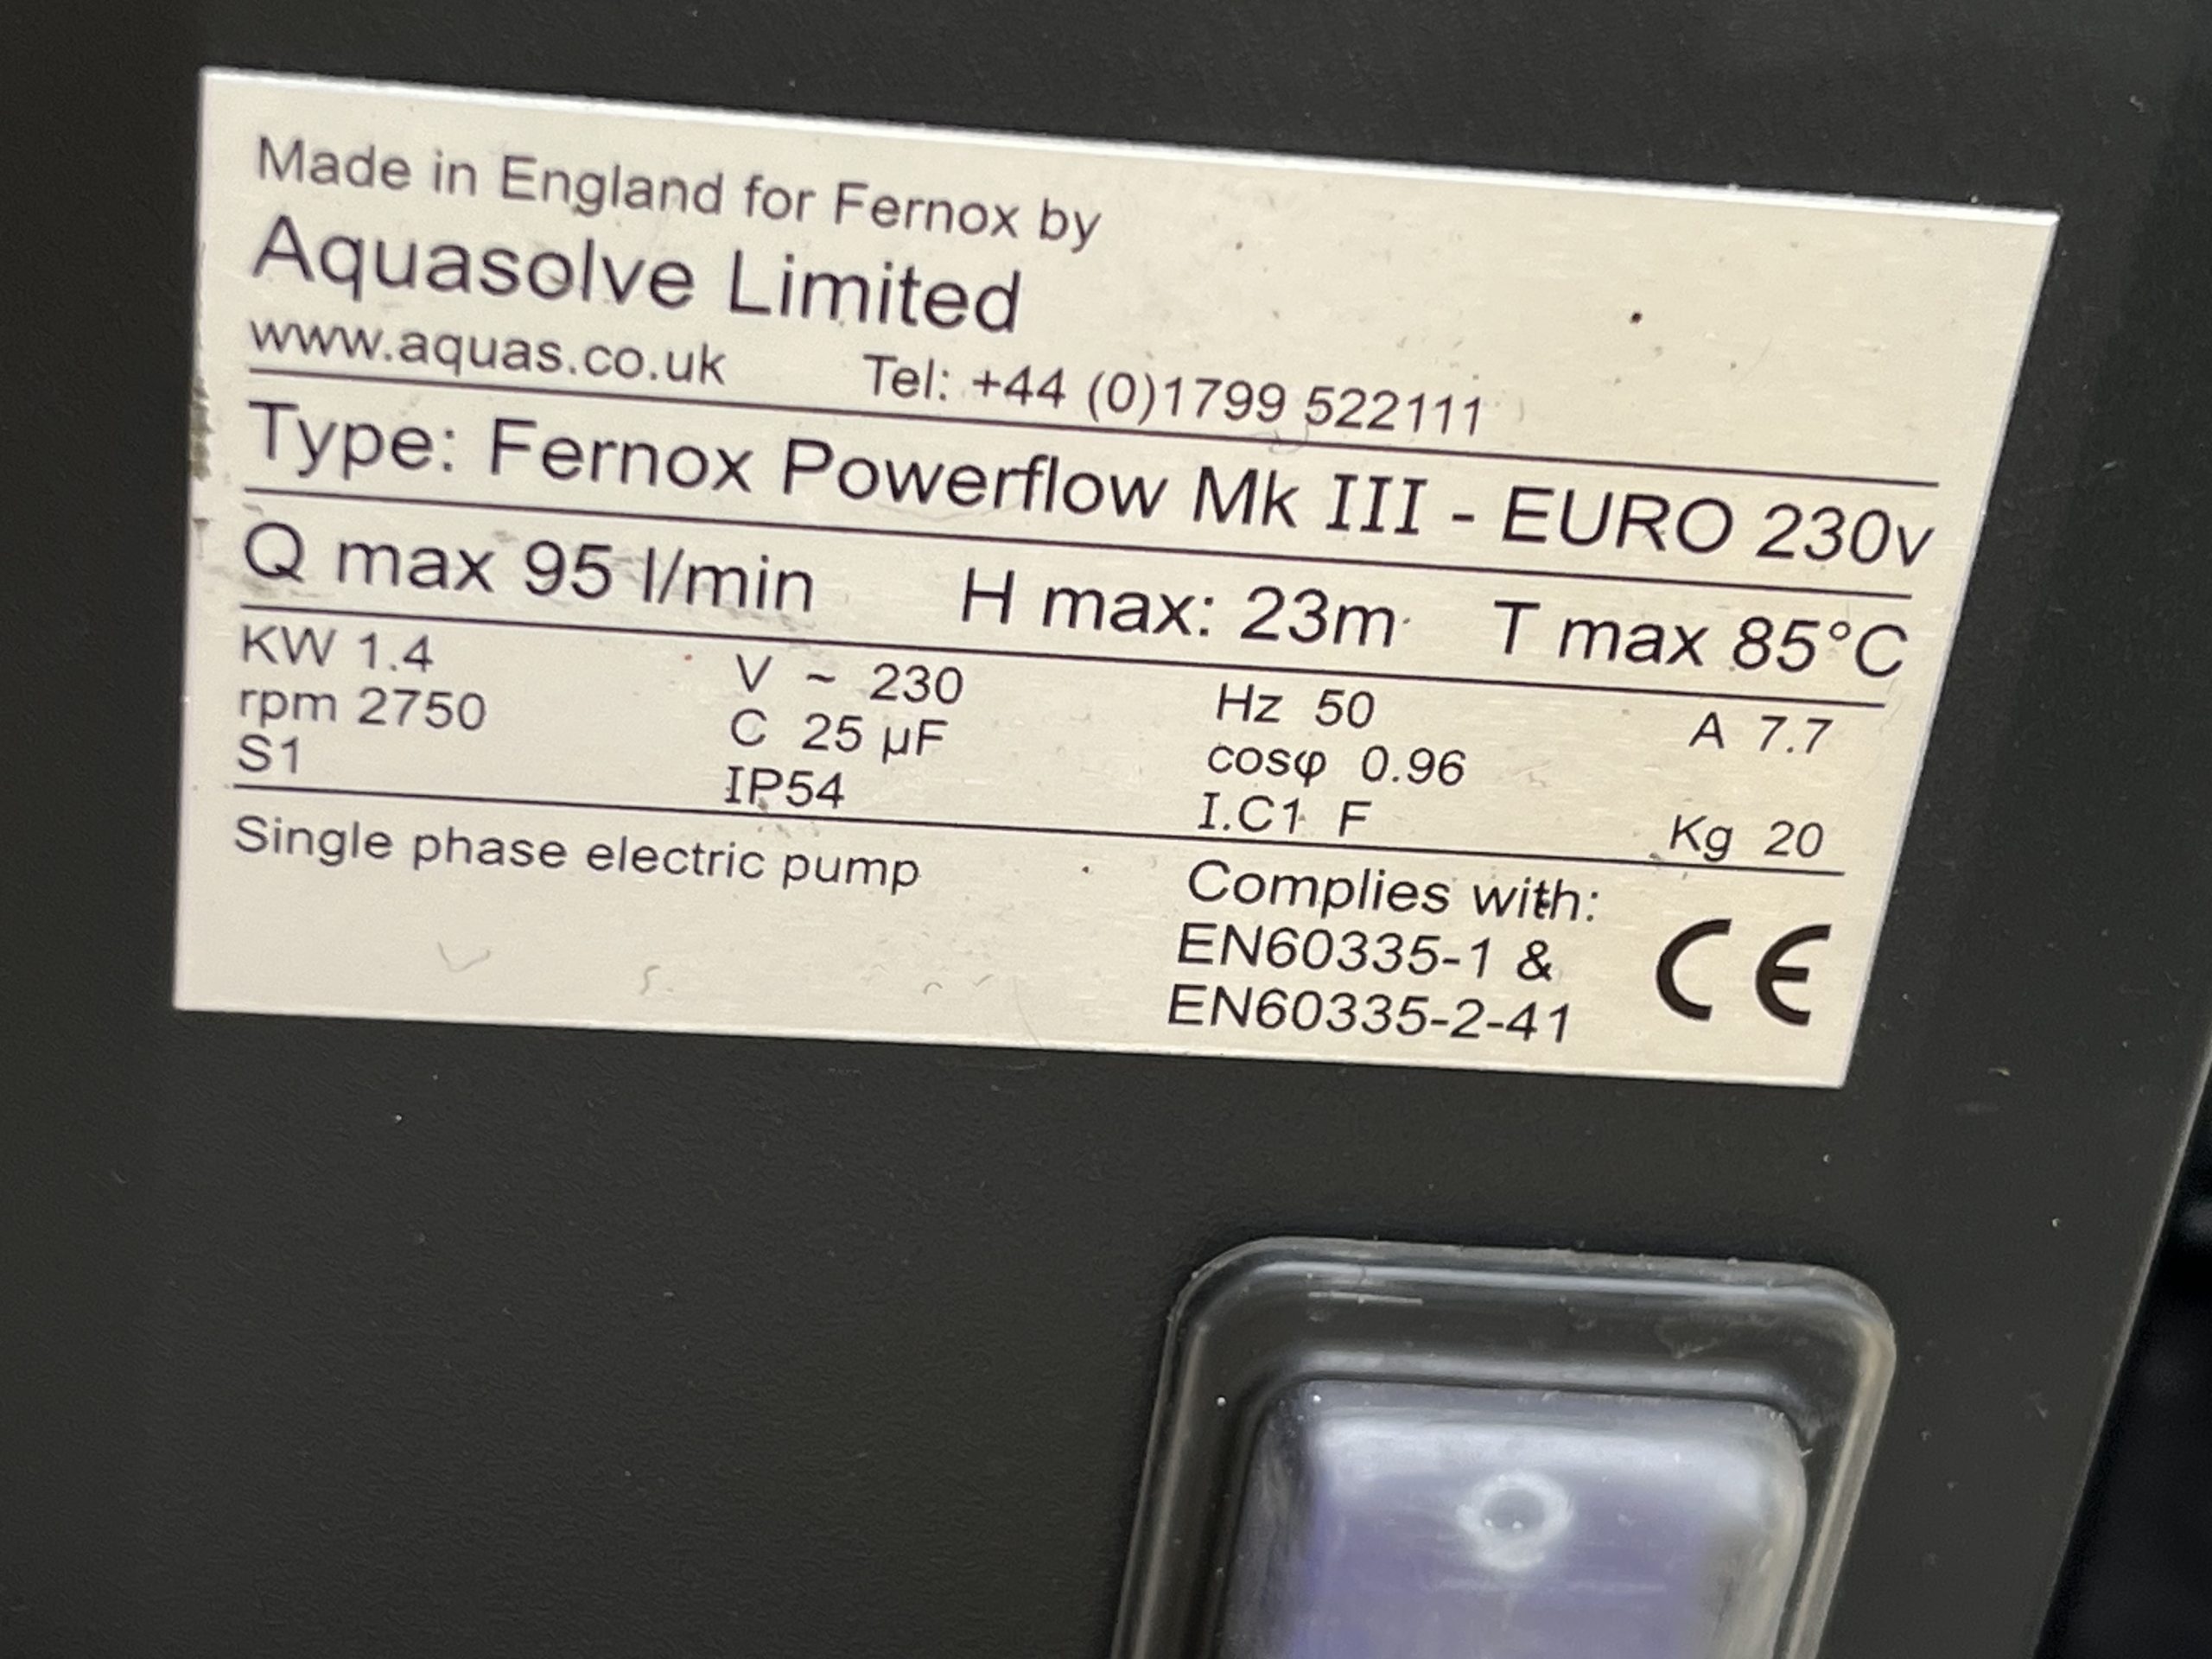 Made in England for Fernox by
Aquasolve Limited
www.aquas.co.uk Tel: +44 (0)1799 522111
Type: Fernox Powerflow Mk III - EURO 230v
Q max 95 l/min H max: 23m T max 85°C
KW 1.4 V ~ 230 Hz 50 A 7.7
rpm 2750 C 25 µF cosφ 0.96
S1 IP54 I.C1 F Kg 20
Single phase electric pump Complies with:
EN60335-1 &
EN60335-2-41
CE